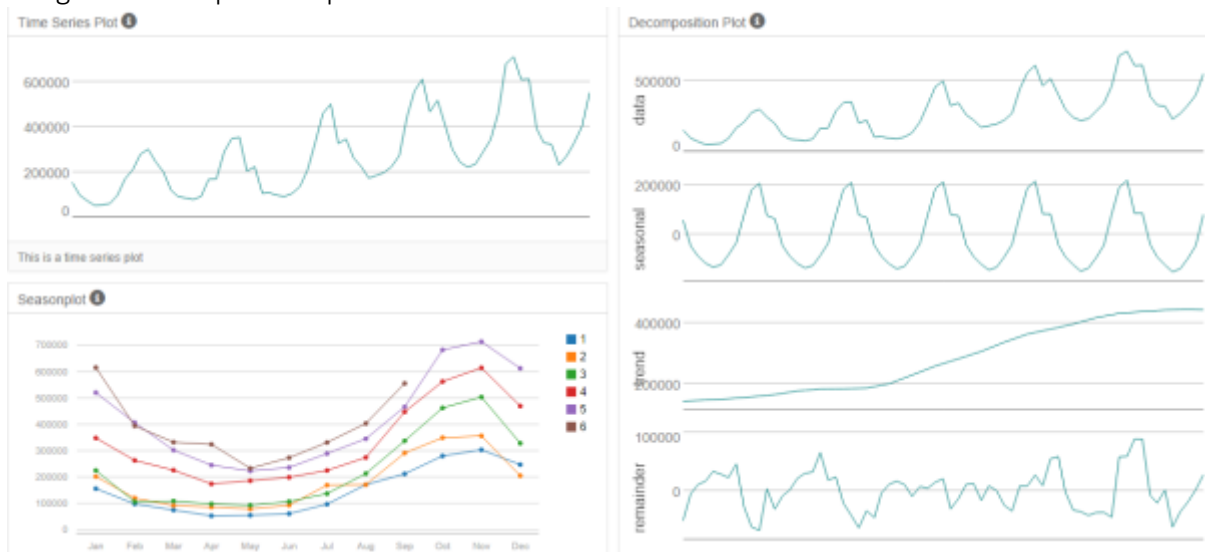 Time Series Plot
600000
400000
200000
0
This is a time series plot
Seasonplot
700000
600000
500000
400000
300000
200000
100000
0
Jan Feb Mar Apr May Jun Jul Aug Sep Oct Nov Dec
1
2
3
4
5
6
Decomposition Plot
500000
0
data
200000
0
seasonal
400000
200000
trend
100000
0
remainder